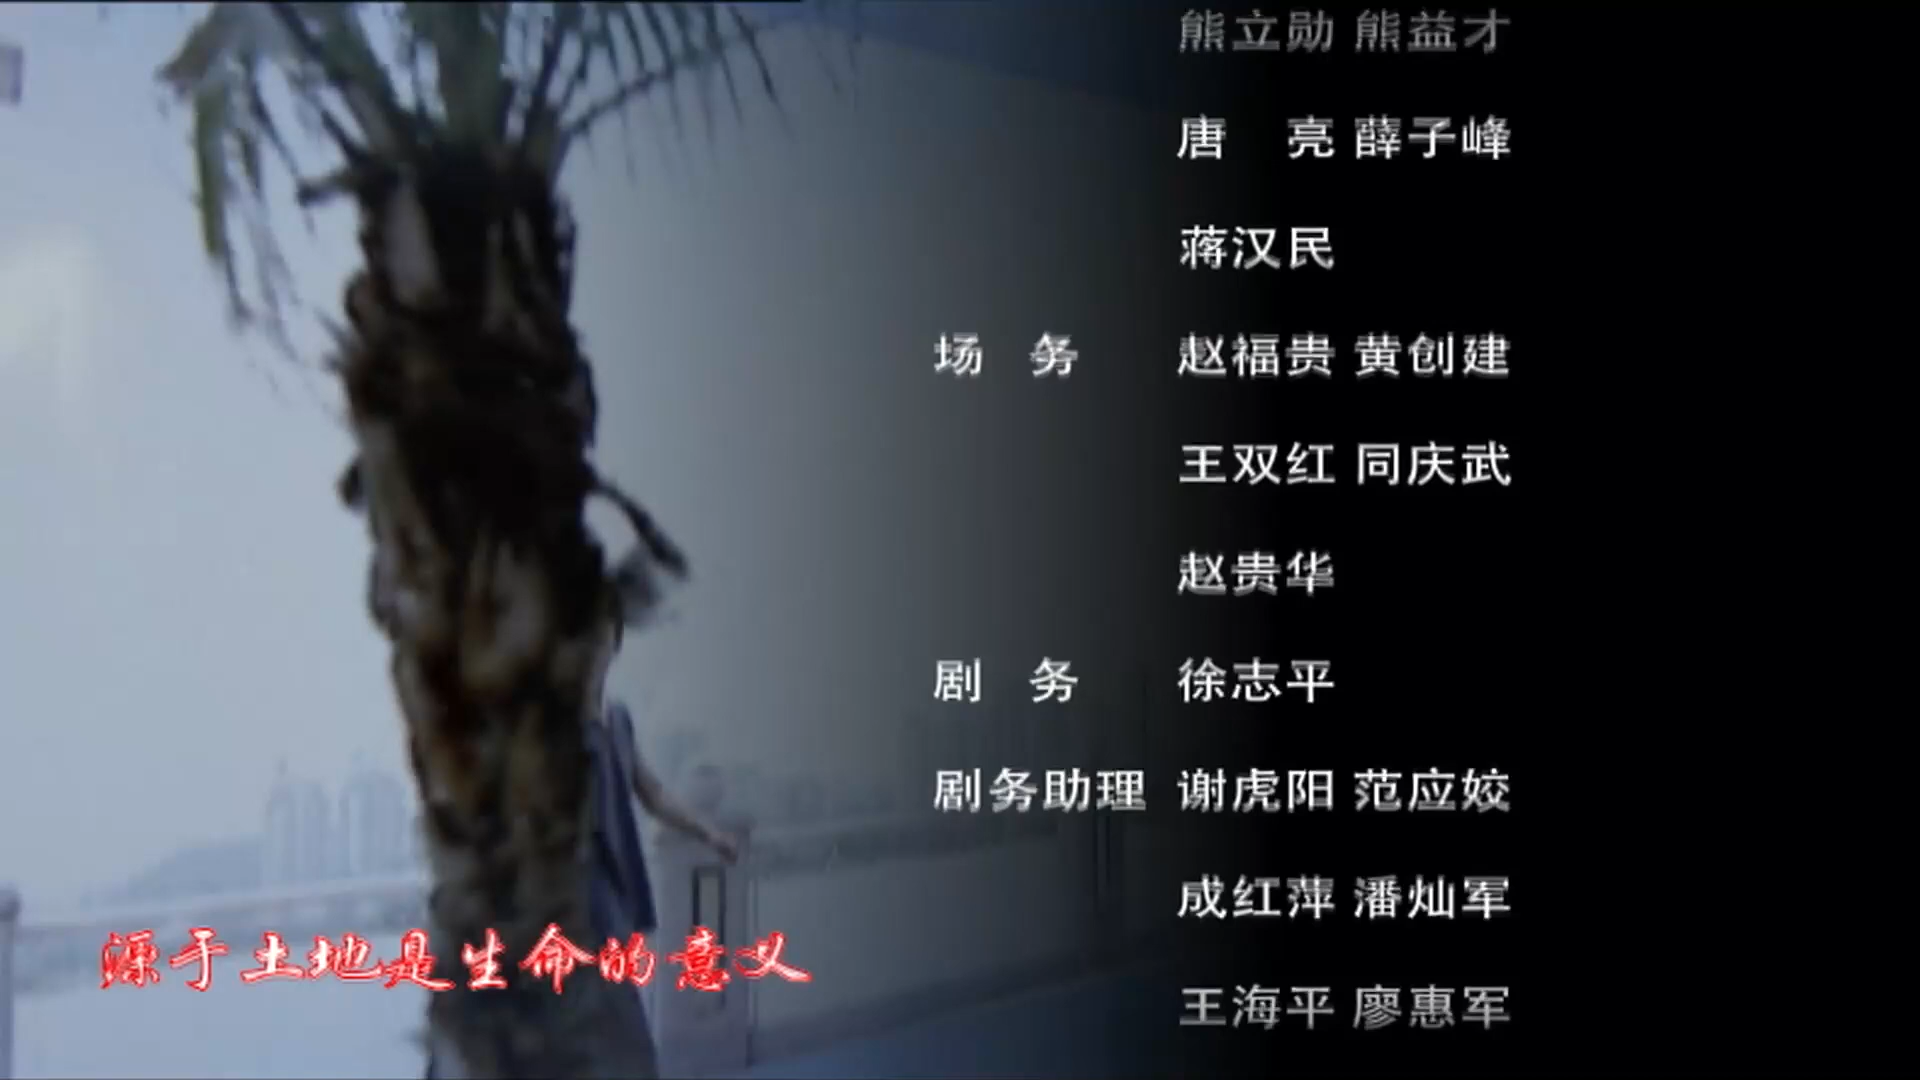 熊立勋 熊益才
唐 亮 薛子峰
蒋汉民
场 务 赵福贵 黄创建
王双红 同庆武
赵贵华
剧 务 徐志平
剧务助理 谢虎阳 范应姣
成红萍 潘灿军
王海平 廖惠军
源于土地是生命的意义